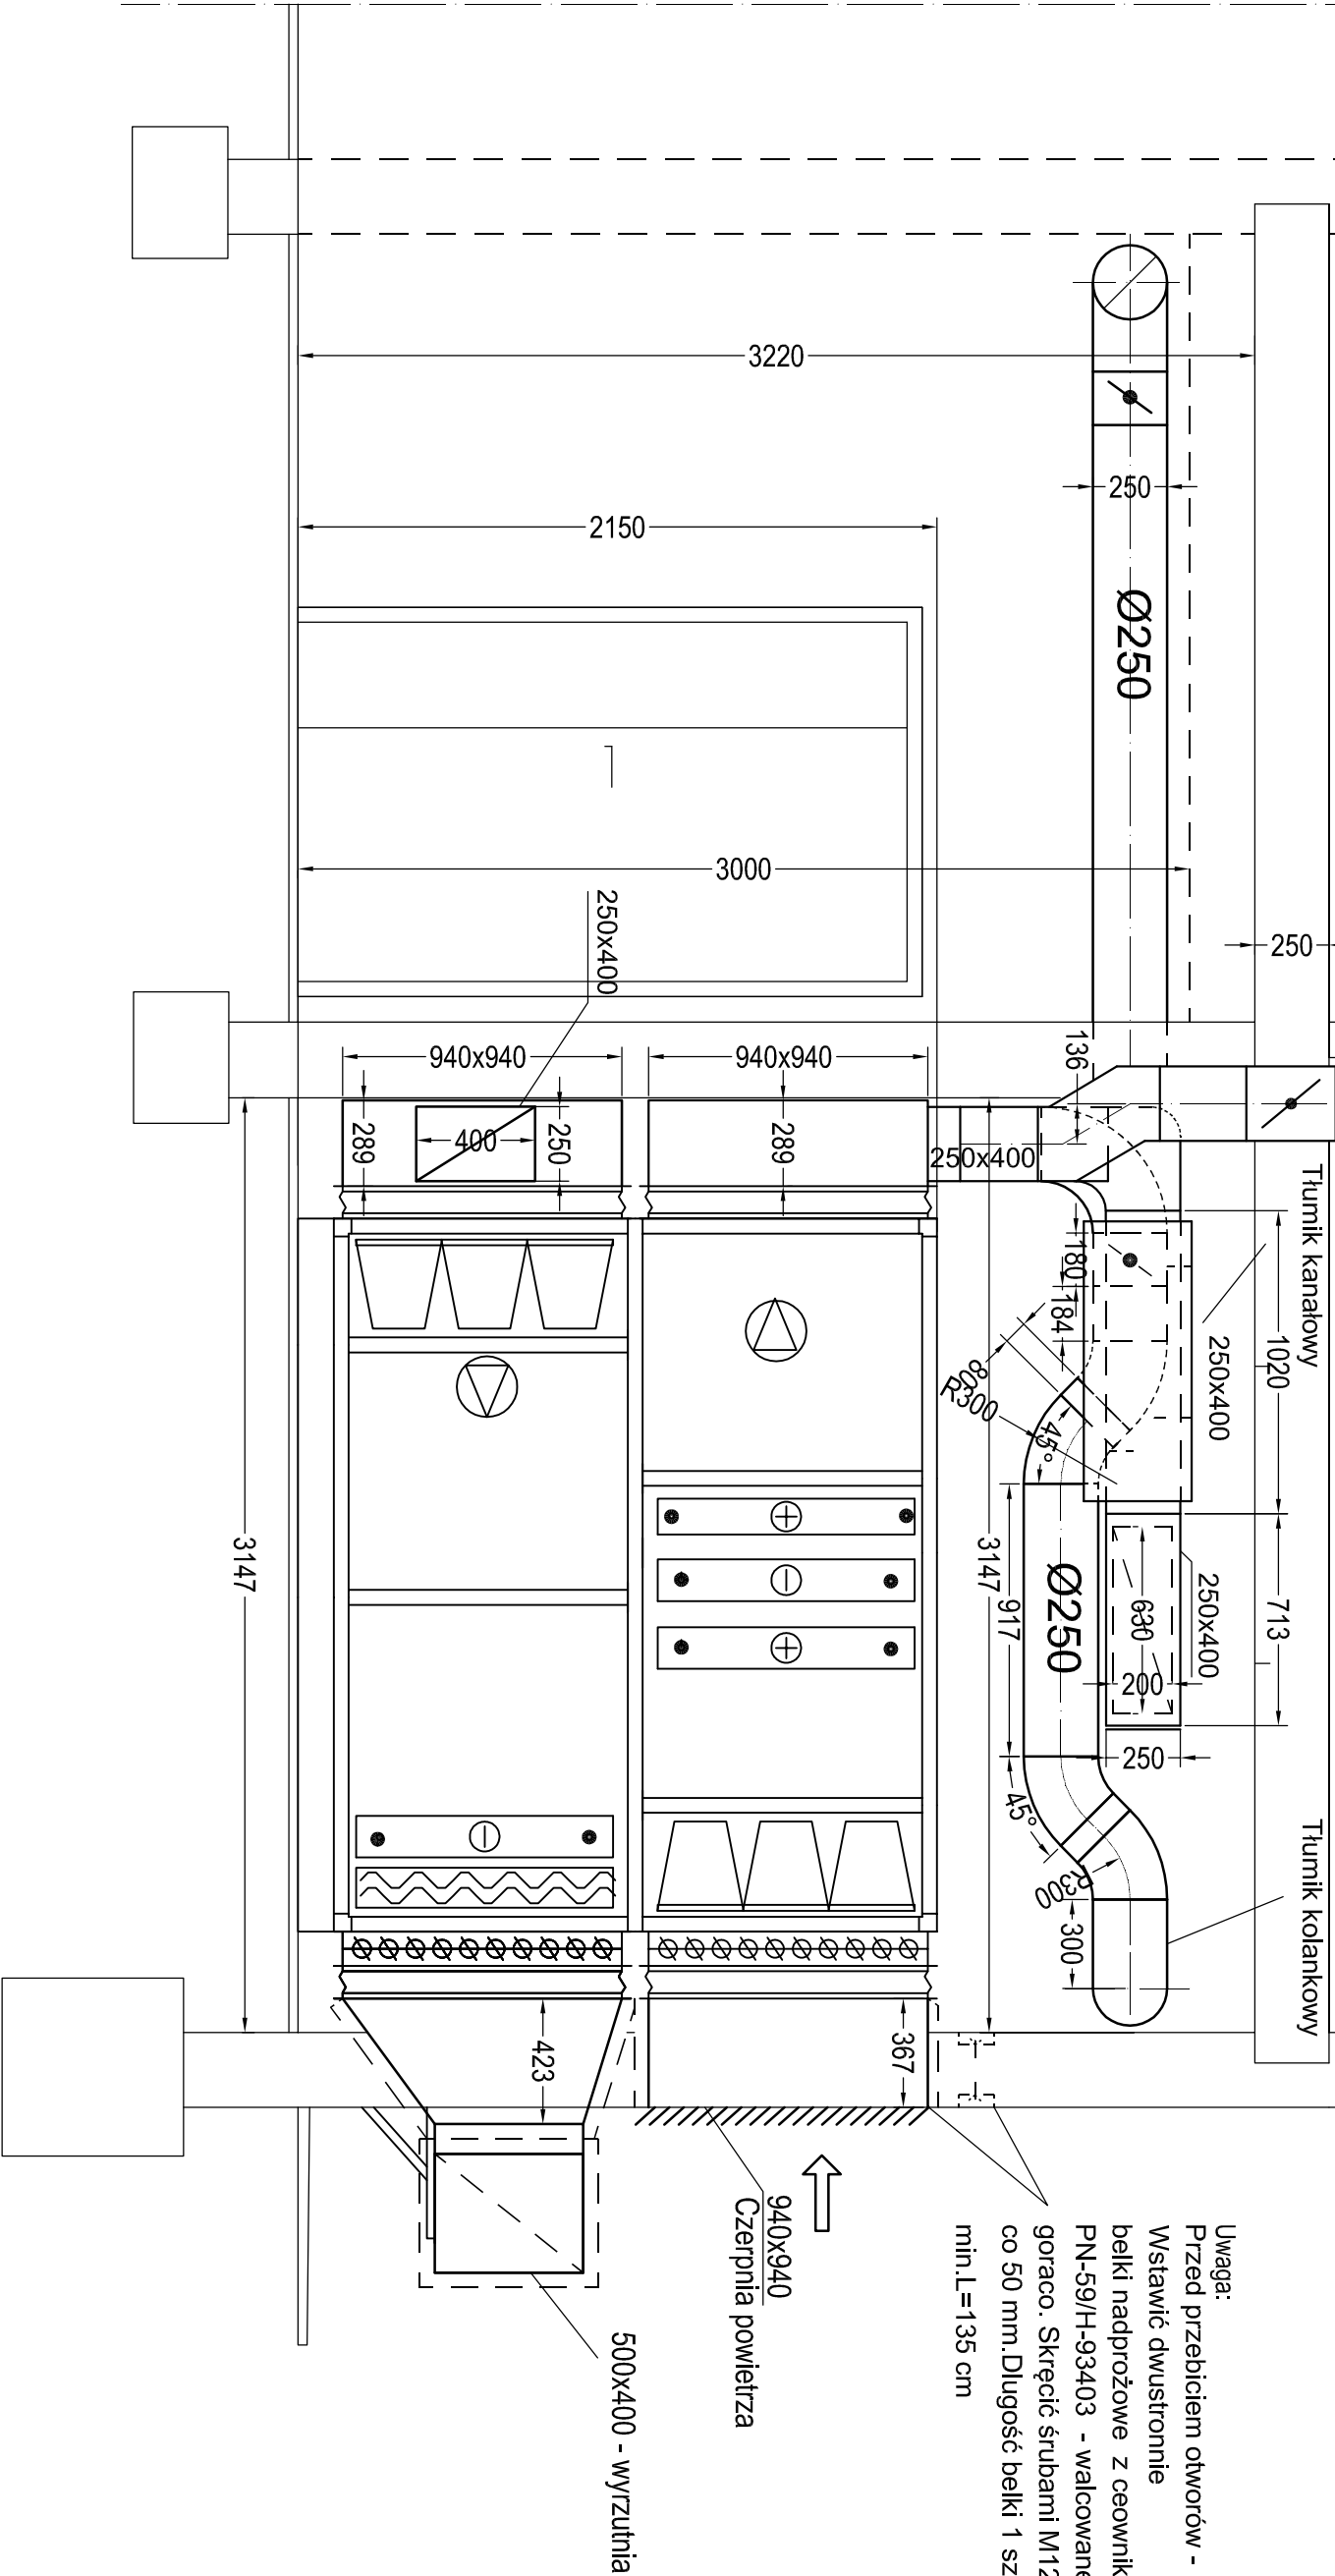 3220
250
2150
Ø250
3000
250
250x400
940x940
940x940
136
289
400
250
289
250x400
Tłumik kanałowy
180
184
250x400
1020
80
R300
45°
3147
3147
917
Ø250
250x400
630
713
200
250
45°
R300
300
Tłumik kolankowy
423
367
940x940
Czerpnia powietrza
500x400 - wyrzutnia
Uwaga:
Przed przebiciem otworów -
Wstawić dwustronnie
belki nadprożowe z ceownik
PN-59/H-93403 - walcowane
goraco. Skręcić śrubami M12
co 50 mm.Dlugość belki 1 sz
min.L=135 cm